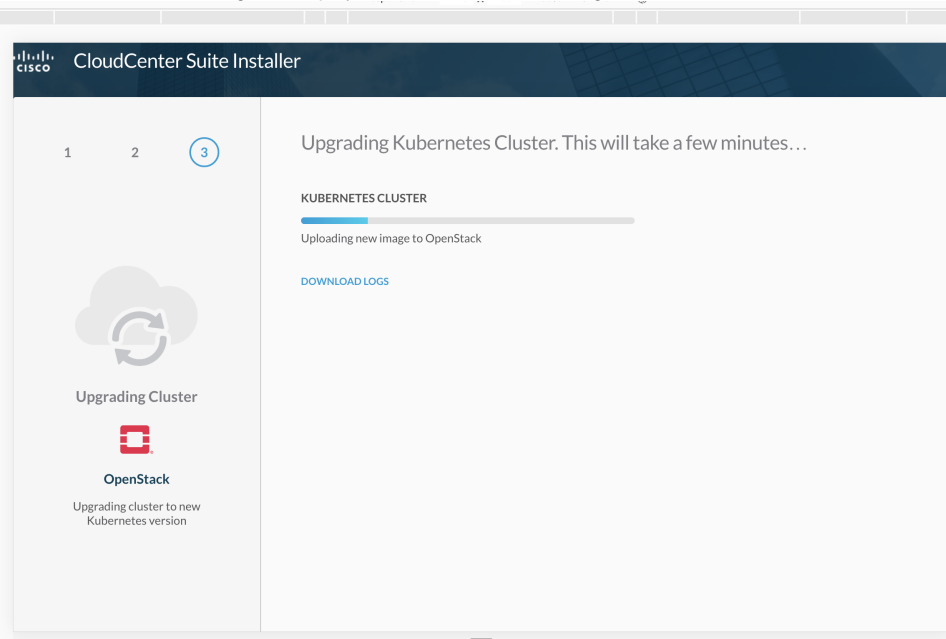 CISCO
CloudCenter Suite Installer
1 2 3
Upgrading Cluster
OpenStack
Upgrading cluster to new
Kubernetes version
Upgrading Kubernetes Cluster. This will take a few minutes...
KUBERNETES CLUSTER
Uploading new image to OpenStack
DOWNLOAD LOGS